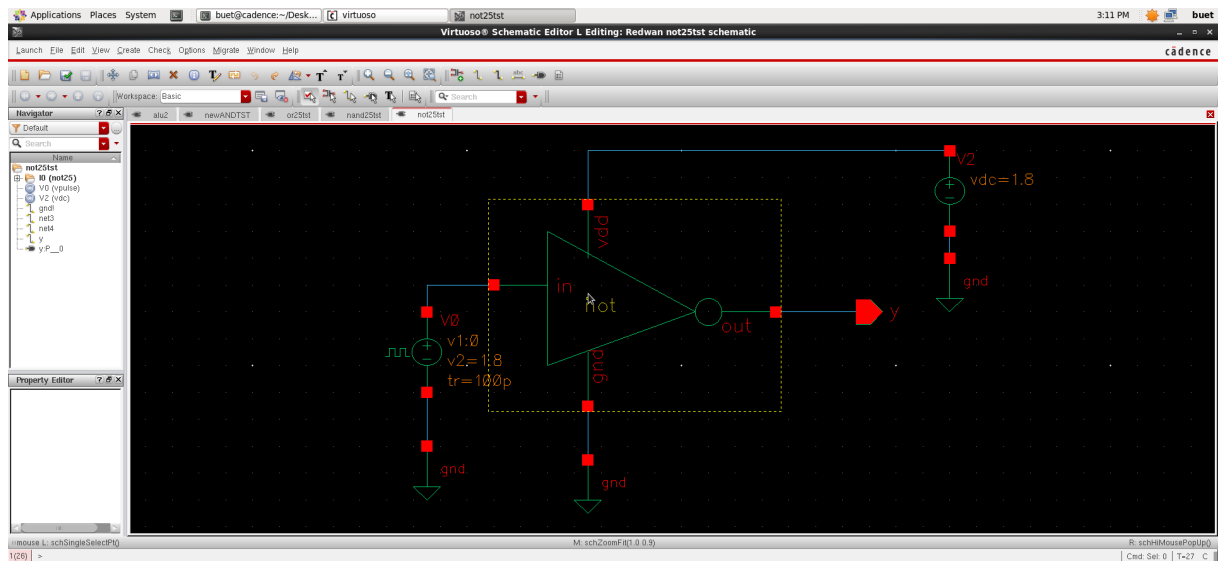 Applications Places System buet@cadence:~/Desk... virtuoso not25tst 3:11 PM buet
Virtuoso® Schematic Editor L Editing: Redwan not25tst schematic
Launch File Edit View Create Check Options Migrate Window Help cādence
Workspace: Basic Search
Navigator alu2 newANDTST or25tst nand25tst not25tst
Default
Search
Name
not25tst
I0 (not25)
V0 (vpulse)
V2 (vdc)
gnd!
net3
net4
y
y:P__0
Property Editor
V2
vdc=1.8
gnd
vdd
in
not
out
gnd
y
V0
v1:0
v2=1.8
tr=100p
gnd
gnd
mouse L: schSingleSelectPt() M: schZoomFit(1.0 0.9) R: schHiMousePopUp()
1(26) > Cmd: Sel: 0 T=27 C